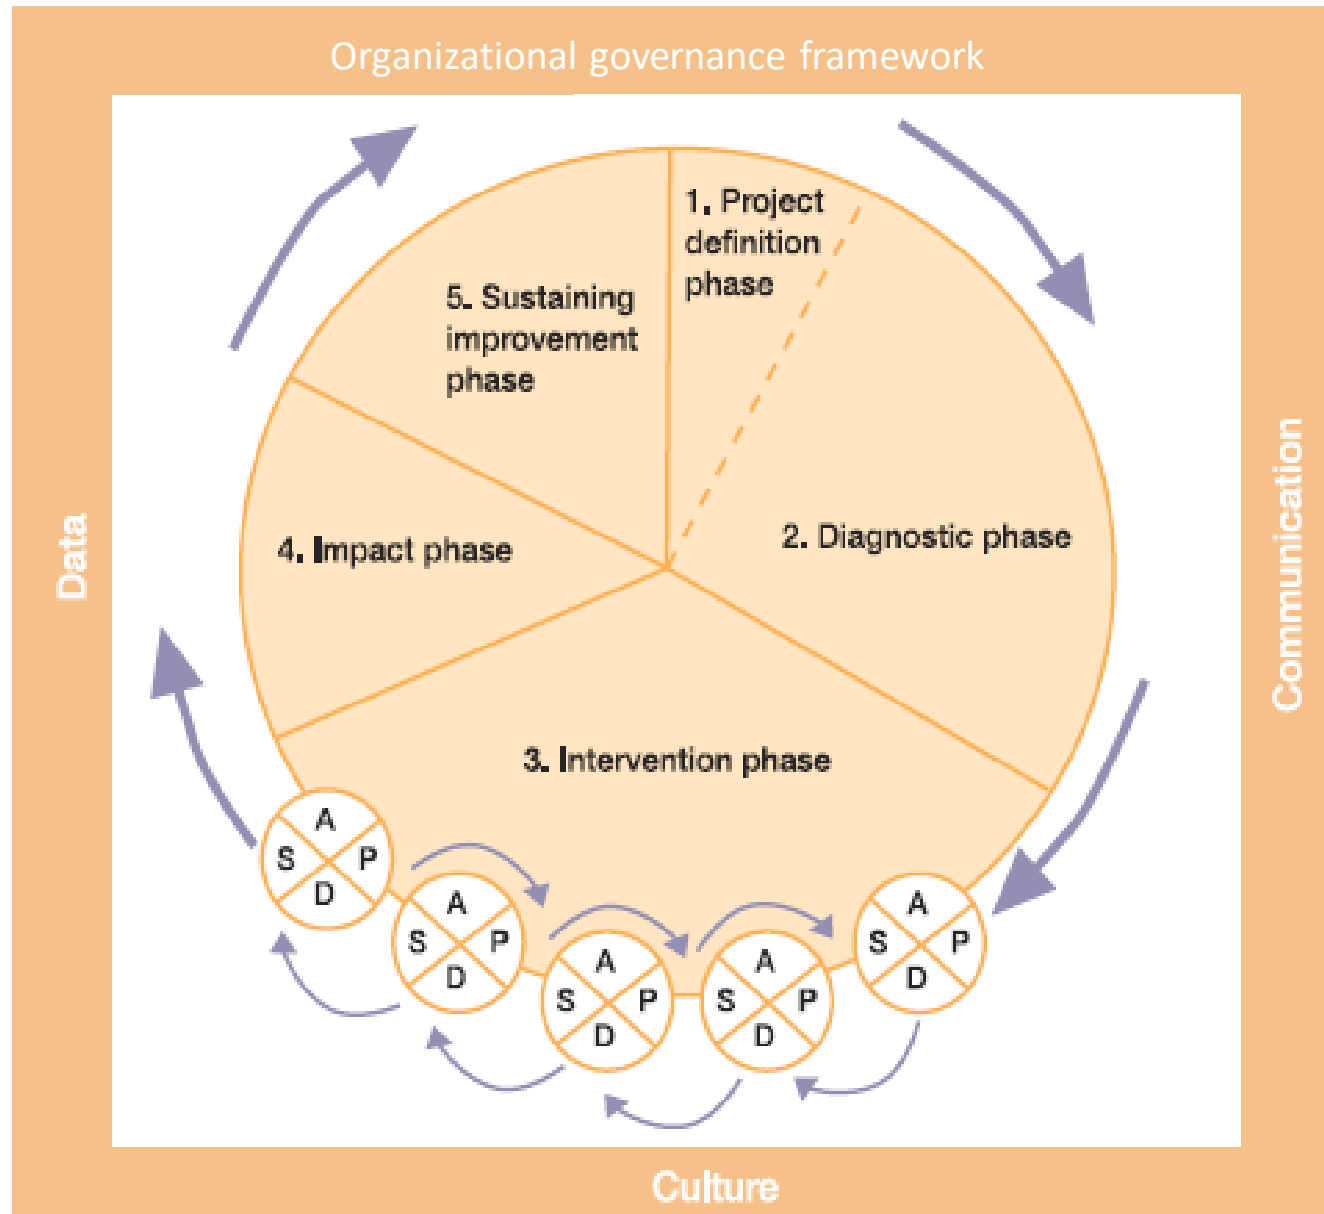 Organizational governance framework
1. Project
definition
phase
5. Sustaining
improvement
phase
2. Diagnostic phase
4. Impact phase
3. Intervention phase
Data
Communication
A
S P
D
A
S P
D
A
S P
D
A
S P
D
A
S P
D
Culture